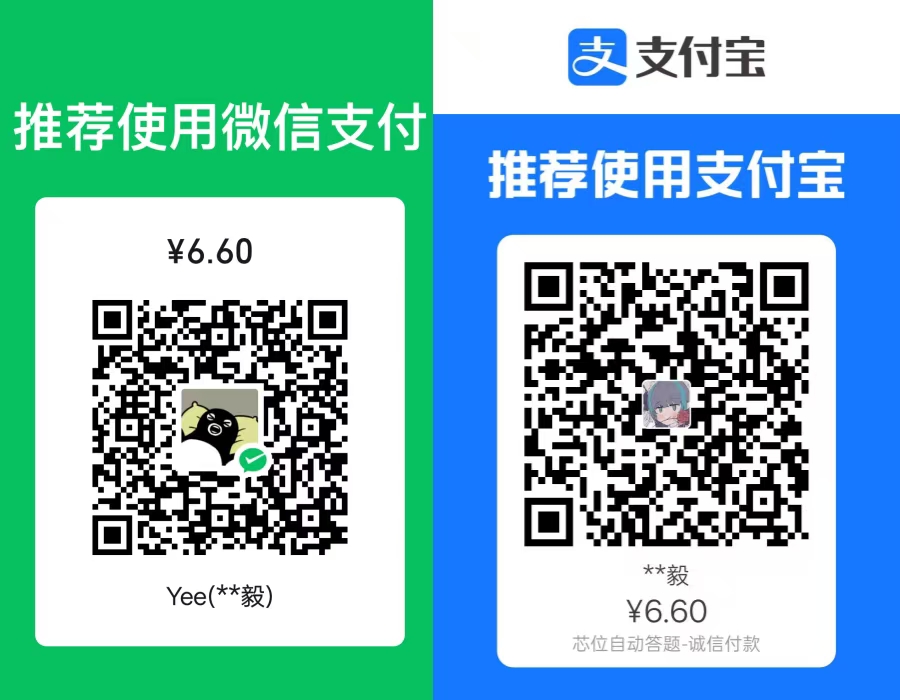 推荐使用微信支付
¥6.60
Yee(**毅)
支 支付宝
推荐使用支付宝
**毅
¥6.60
芯位自动答题-诚信付款